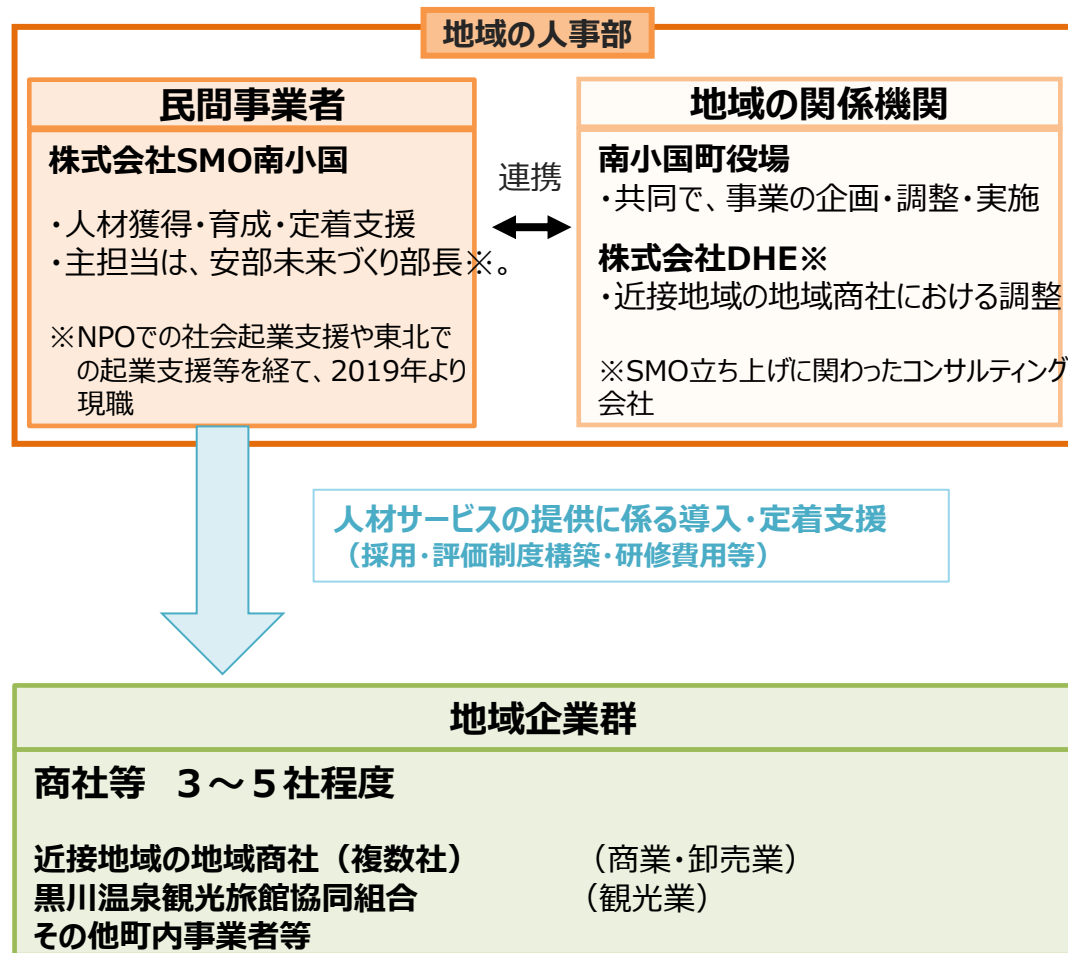 地域の人事部
民間事業者
株式会社SMO南小国
・人材獲得・育成・定着支援
・主担当は、安部未来づくり部長※。
※NPOでの社会起業支援や東北で
の起業支援等を経て、2019年より
現職
連携
地域の関係機関
南小国町役場
・共同で、事業の企画・調整・実施
株式会社DHE※
・近接地域の地域商社における調整
※SMO立ち上げに関わったコンサルティング
会社
人材サービスの提供に係る導入・定着支援
（採用・評価制度構築・研修費用等）
地域企業群
商社等　３～５社程度
近接地域の地域商社（複数社）　（商業・卸売業）
黒川温泉観光旅館協同組合　（観光業）
その他町内事業者等